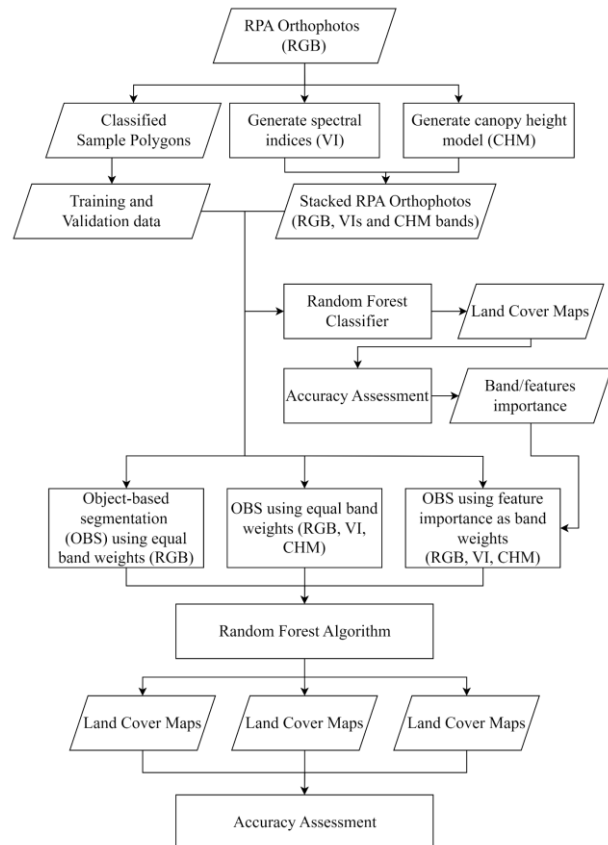 RPA Orthophotos
(RGB)
Classified
Sample Polygons
Generate spectral
indices (VI)
Generate canopy height
model (CHM)
Training and
Validation data
Stacked RPA Orthophotos
(RGB, VIs and CHM bands)
Random Forest
Classifier
Land Cover Maps
Accuracy Assessment
Band/features
importance
Object-based
segmentation
(OBS) using equal
band weights (RGB)
OBS using equal band
weights (RGB, VI,
CHM)
OBS using feature
importance as band
weights
(RGB, VI, CHM)
Random Forest Algorithm
Land Cover Maps
Land Cover Maps
Land Cover Maps
Accuracy Assessment